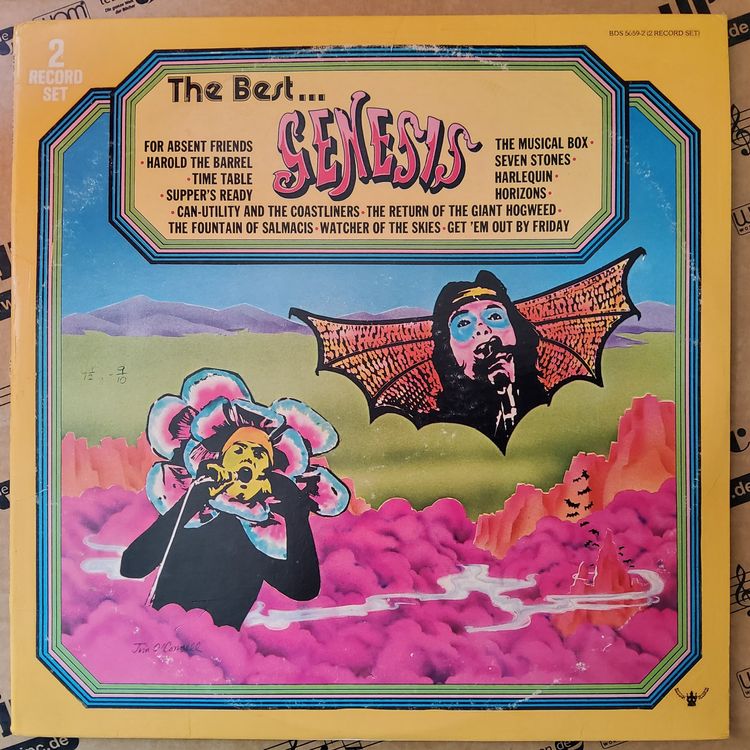 BDS 5659-2 (2 RECORD SET)
2
RECORD
SET
The Best...
GENESIS
FOR ABSENT FRIENDS
• HAROLD THE BARREL
• TIME TABLE
• SUPPER'S READY
THE MUSICAL BOX •
SEVEN STONES •
HARLEQUIN •
HORIZONS •
• CAN-UTILITY AND THE COASTLINERS • THE RETURN OF THE GIANT HOGWEED •
THE FOUNTAIN OF SALMACIS • WATCHER OF THE SKIES • GET 'EM OUT BY FRIDAY
Jim O'Connell
inc.de